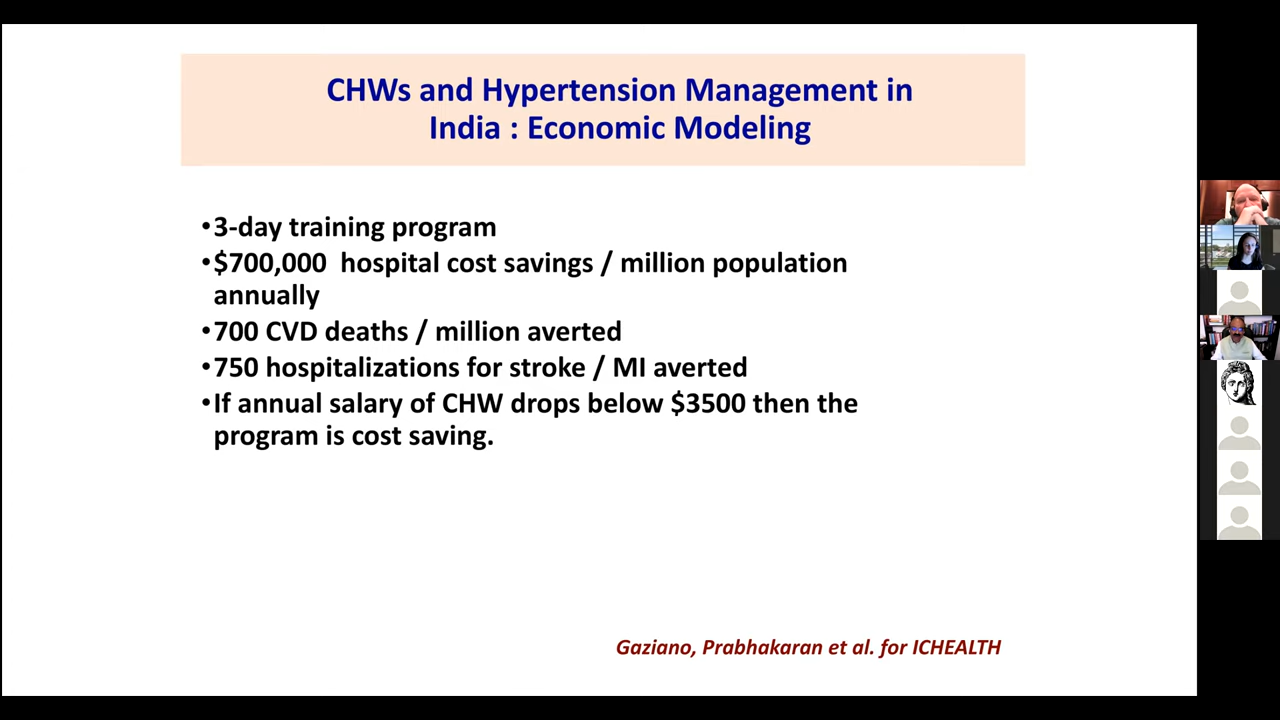 CHWs and Hypertension Management in
India : Economic Modeling
•3-day training program
•$700,000 hospital cost savings / million population
annually
•700 CVD deaths / million averted
•750 hospitalizations for stroke / MI averted
•If annual salary of CHW drops below $3500 then the
program is cost saving.
Gaziano, Prabhakaran et al. for ICHEALTH